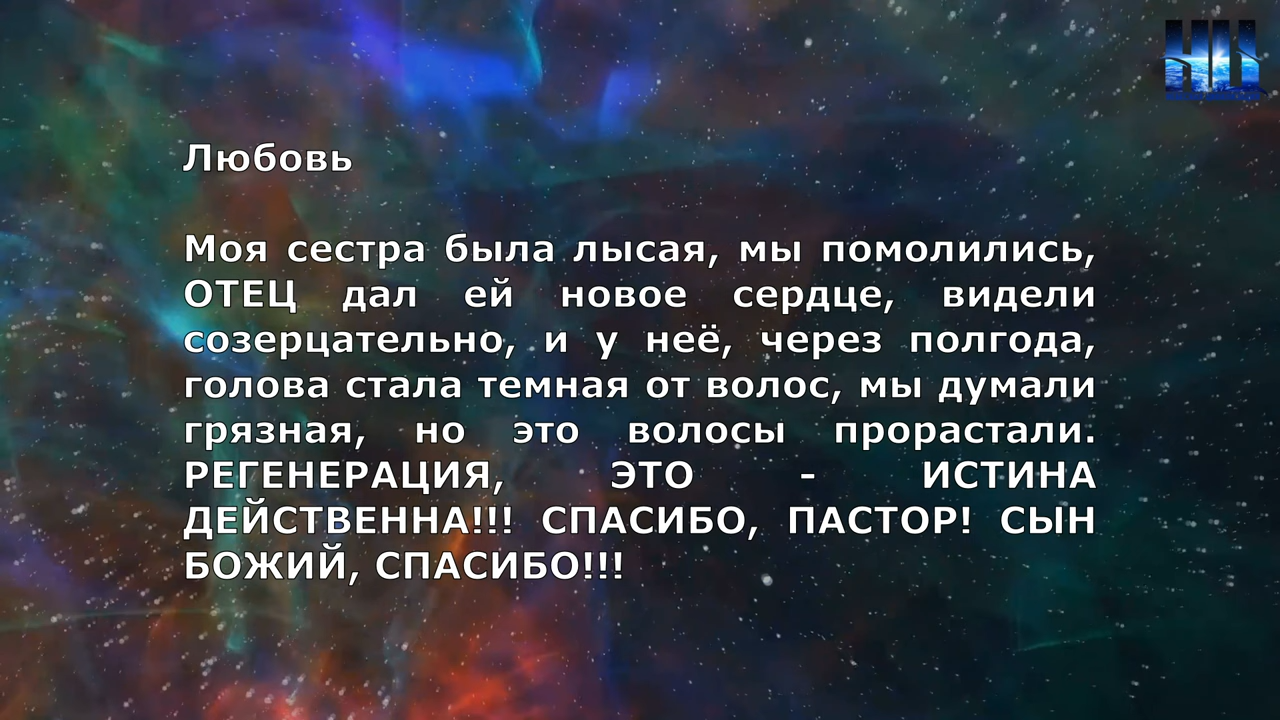 НЦ
Любовь
Моя сестра была лысая, мы помолились,
ОТЕЦ дал ей новое сердце, видели
созерцательно, и у неё, через полгода,
голова стала темная от волос, мы думали
грязная, но это волосы прорастали.
РЕГЕНЕРАЦИЯ, ЭТО - ИСТИНА
ДЕЙСТВЕННА!!! СПАСИБО, ПАСТОР! СЫН
БОЖИЙ, СПАСИБО!!!